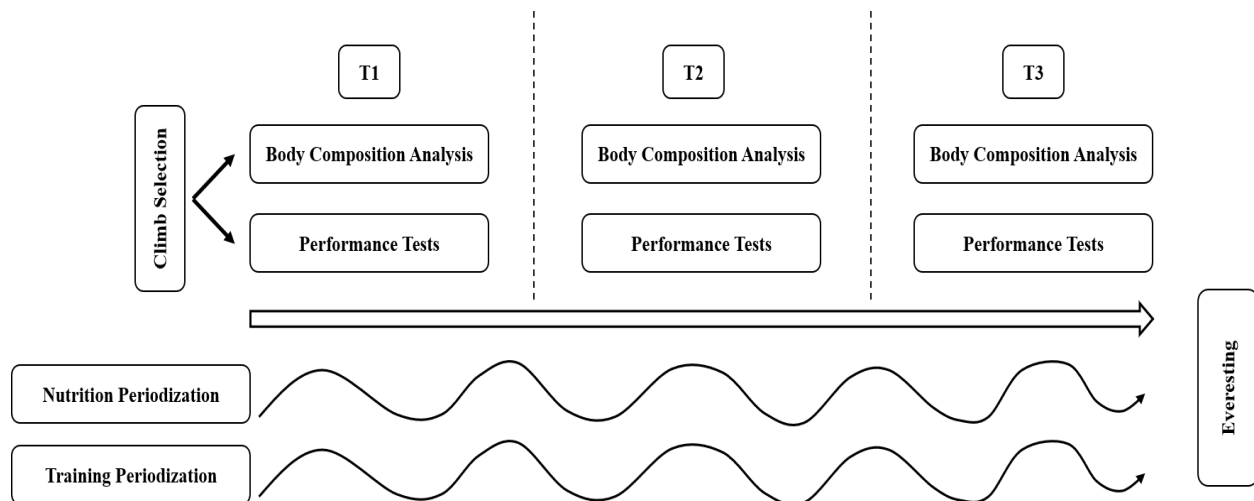 T1
T2
T3
Climb Selection
Body Composition Analysis
Body Composition Analysis
Body Composition Analysis
Performance Tests
Performance Tests
Performance Tests
Everesting
Nutrition Periodization
Training Periodization